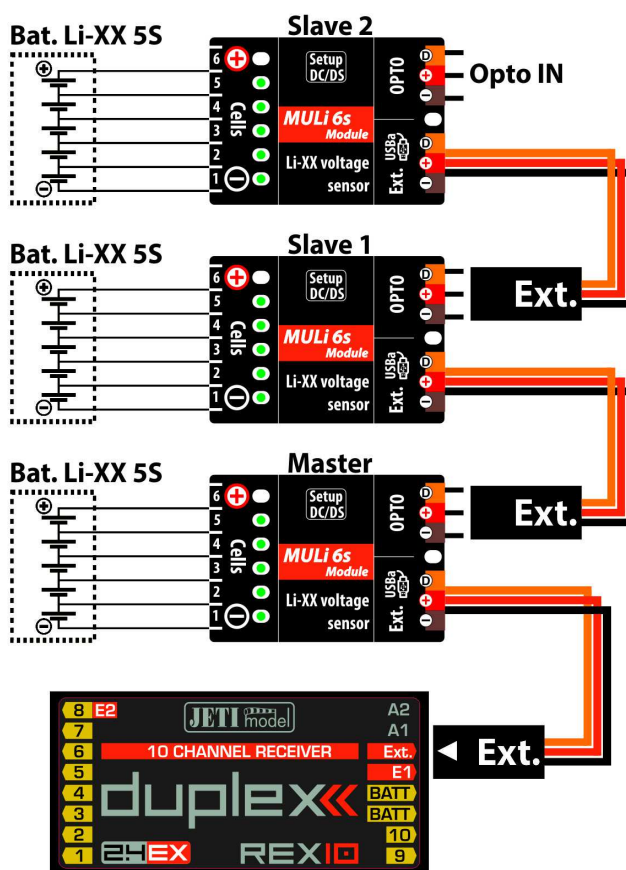 Slave 2
Bat. Li-XX 5S
6
5
4
3
2
1
Cells
Setup
DC/DS
MULi 6s
Module
Li-XX voltage
sensor
OPTO
D
Opto IN
USBa
Ext.
D
Slave 1
Bat. Li-XX 5S
6
5
4
3
2
1
Cells
Setup
DC/DS
MULi 6s
Module
Li-XX voltage
sensor
OPTO
D
USBa
Ext.
D
Ext.
Master
Bat. Li-XX 5S
6
5
4
3
2
1
Cells
Setup
DC/DS
MULi 6s
Module
Li-XX voltage
sensor
OPTO
D
USBa
Ext.
D
Ext.
8 E2
7
6
5
4
3
2
1
JETI model
10 CHANNEL RECEIVER
duplex
2.4 EX
REX10
A2
A1
Ext.
E1
BATT
BATT
10
9
Ext.